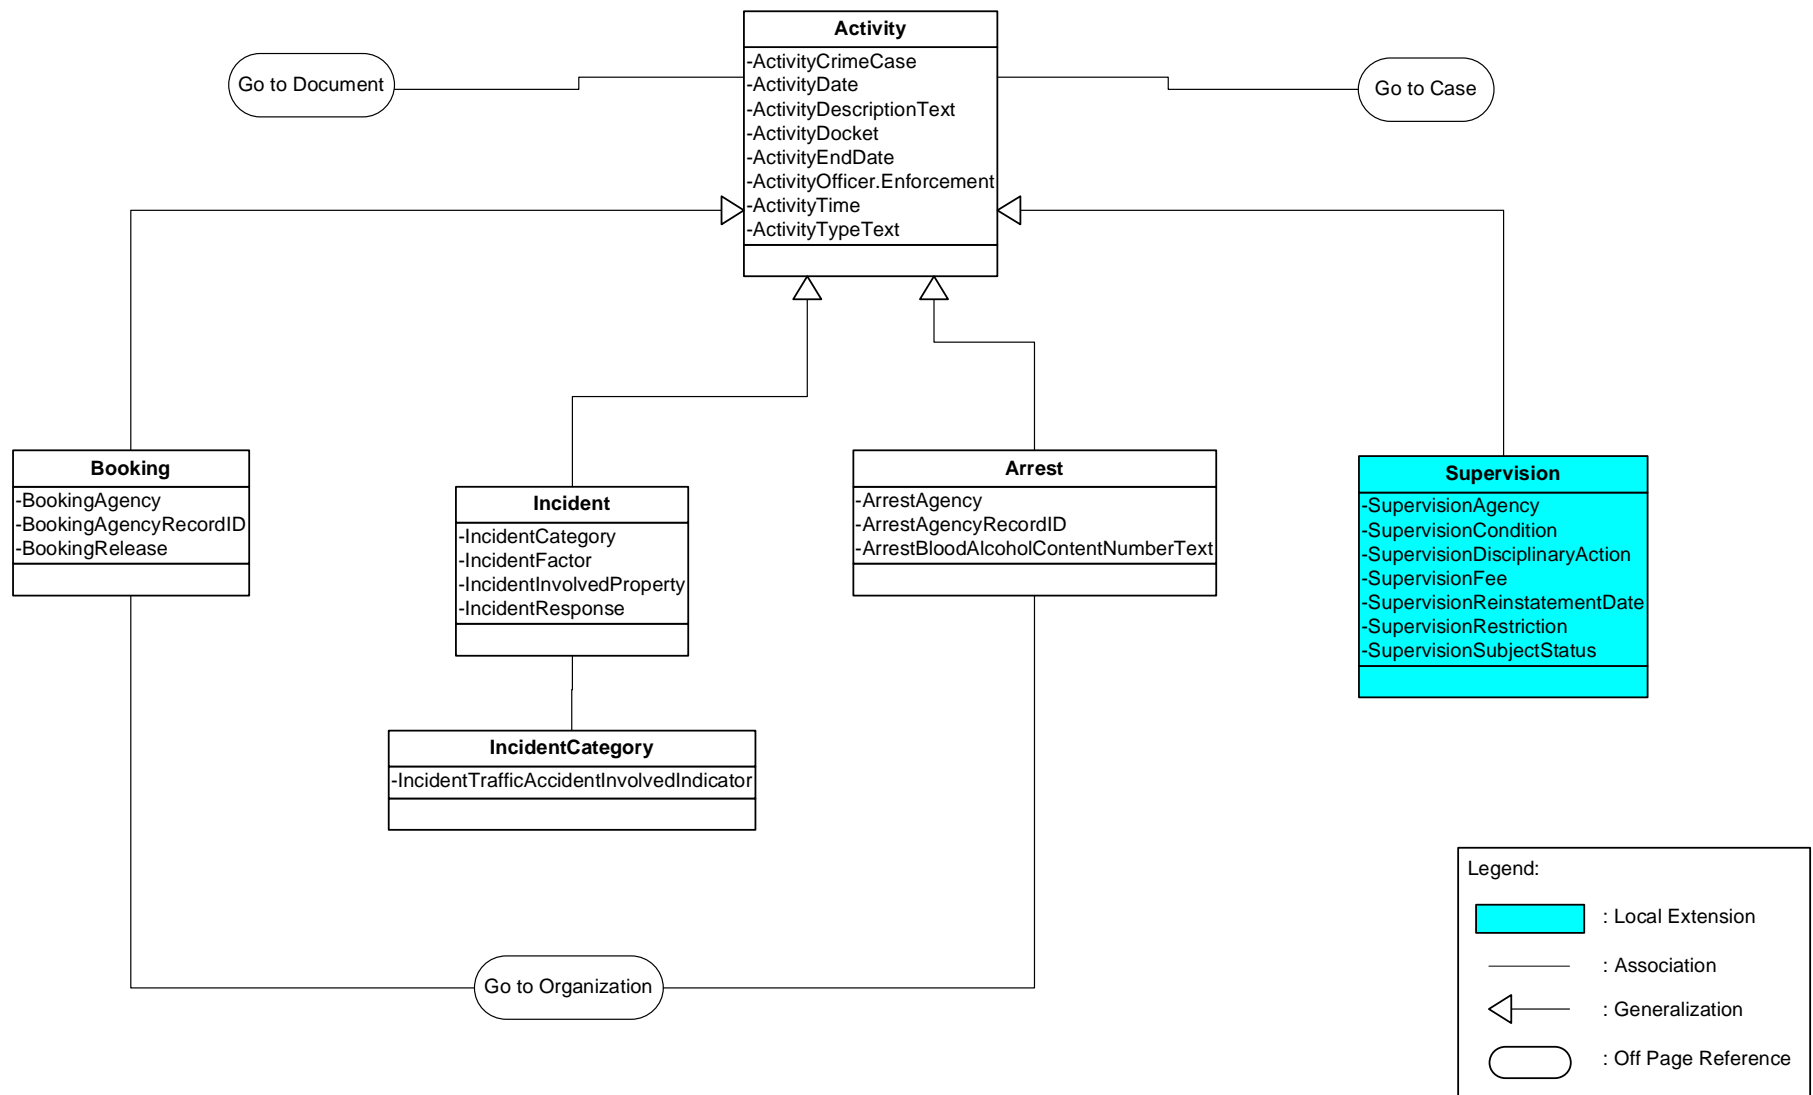 Activity
-ActivityCrimeCase
-ActivityDate
-ActivityDescriptionText
-ActivityDocket
-ActivityEndDate
-ActivityOfficer.Enforcement
-ActivityTime
-ActivityTypeText
Go to Document
Go to Case
Booking
-BookingAgency
-BookingAgencyRecordID
-BookingRelease
Incident
-IncidentCategory
-IncidentFactor
-IncidentInvolvedProperty
-IncidentResponse
Arrest
-ArrestAgency
-ArrestAgencyRecordID
-ArrestBloodAlcoholContentNumberText
Supervision
-SupervisionAgency
-SupervisionCondition
-SupervisionDisciplinaryAction
-SupervisionFee
-SupervisionReinstatementDate
-SupervisionRestriction
-SupervisionSubjectStatus
IncidentCategory
-IncidentTrafficAccidentInvolvedIndicator
Go to Organization
Legend:
: Local Extension
: Association
: Generalization
: Off Page Reference